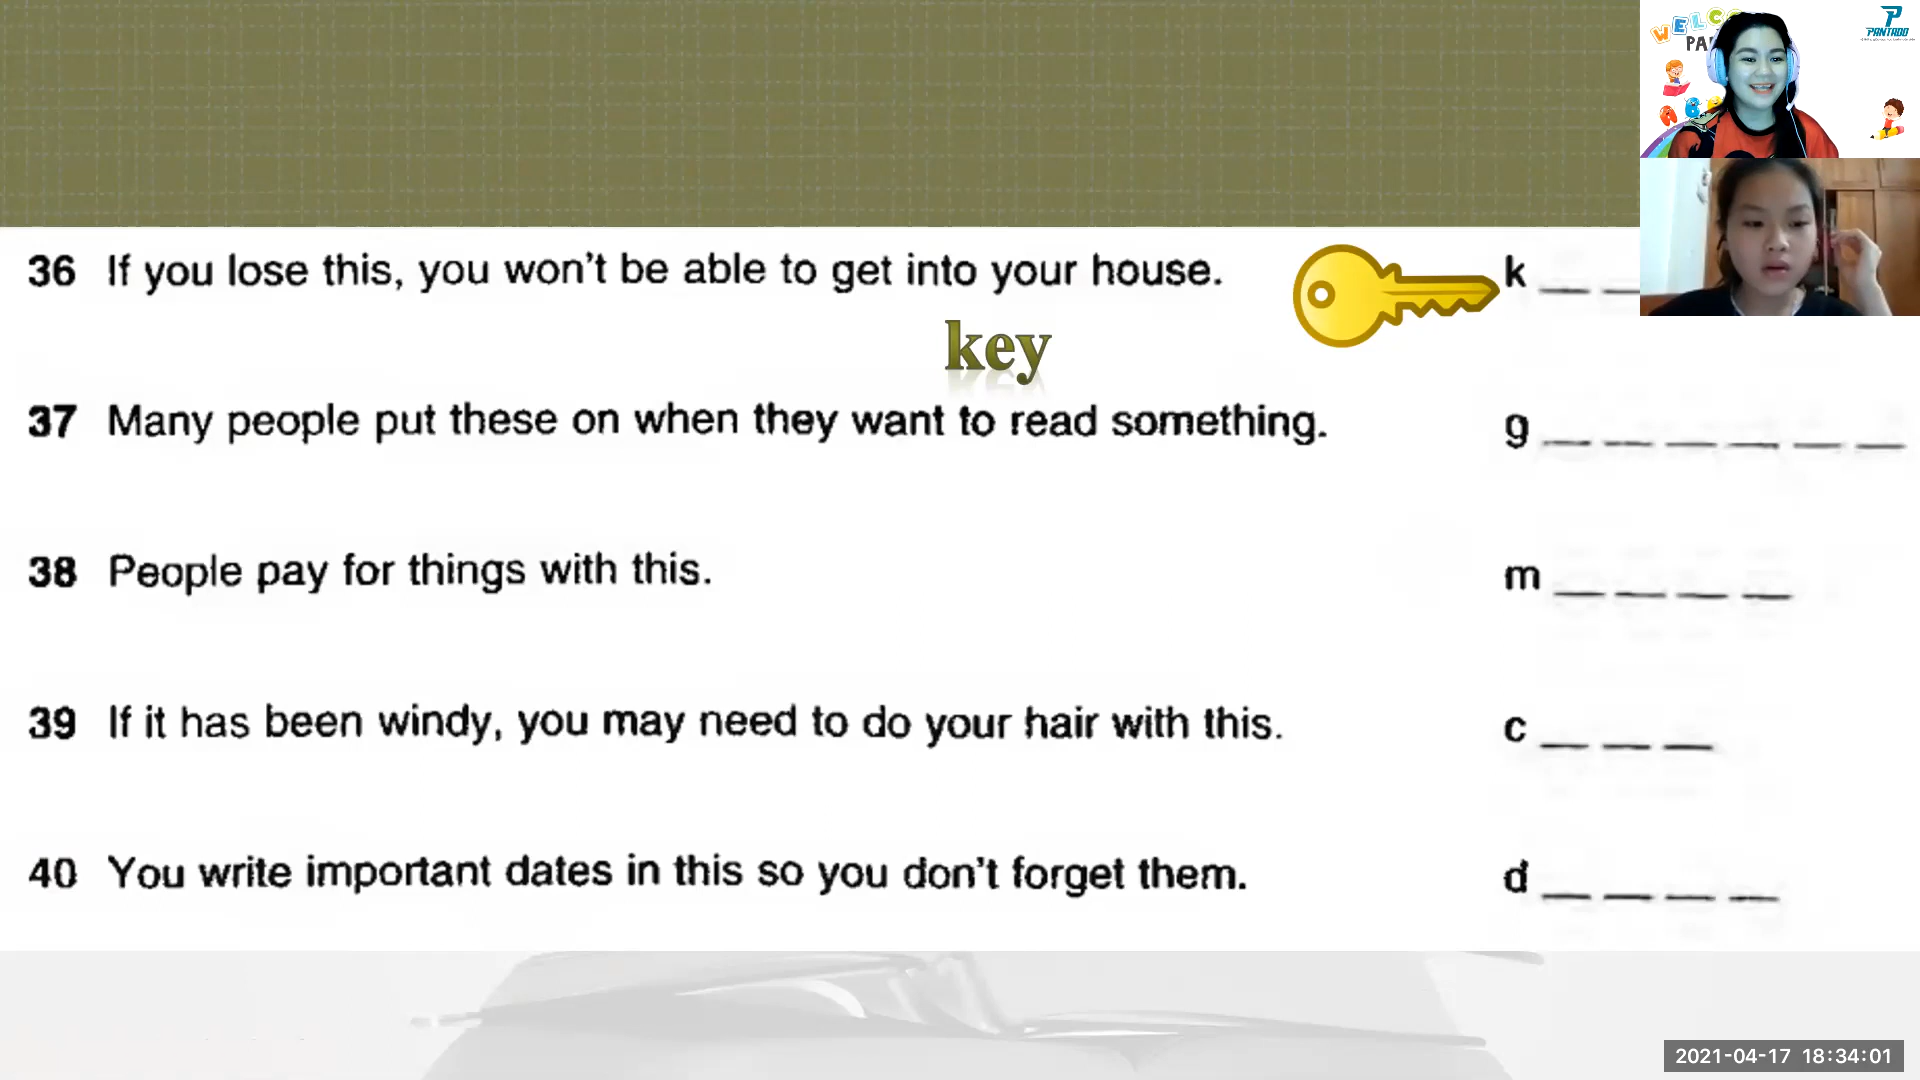 36 If you lose this, you won't be able to get into your house. k _ _
key
37 Many people put these on when they want to read something. g _ _ _ _ _ _
38 People pay for things with this. m _ _ _ _
39 If it has been windy, you may need to do your hair with this. c _ _ _
40 You write important dates in this so you don't forget them. d _ _ _ _
PANTADO
2021-04-17 18:34:01